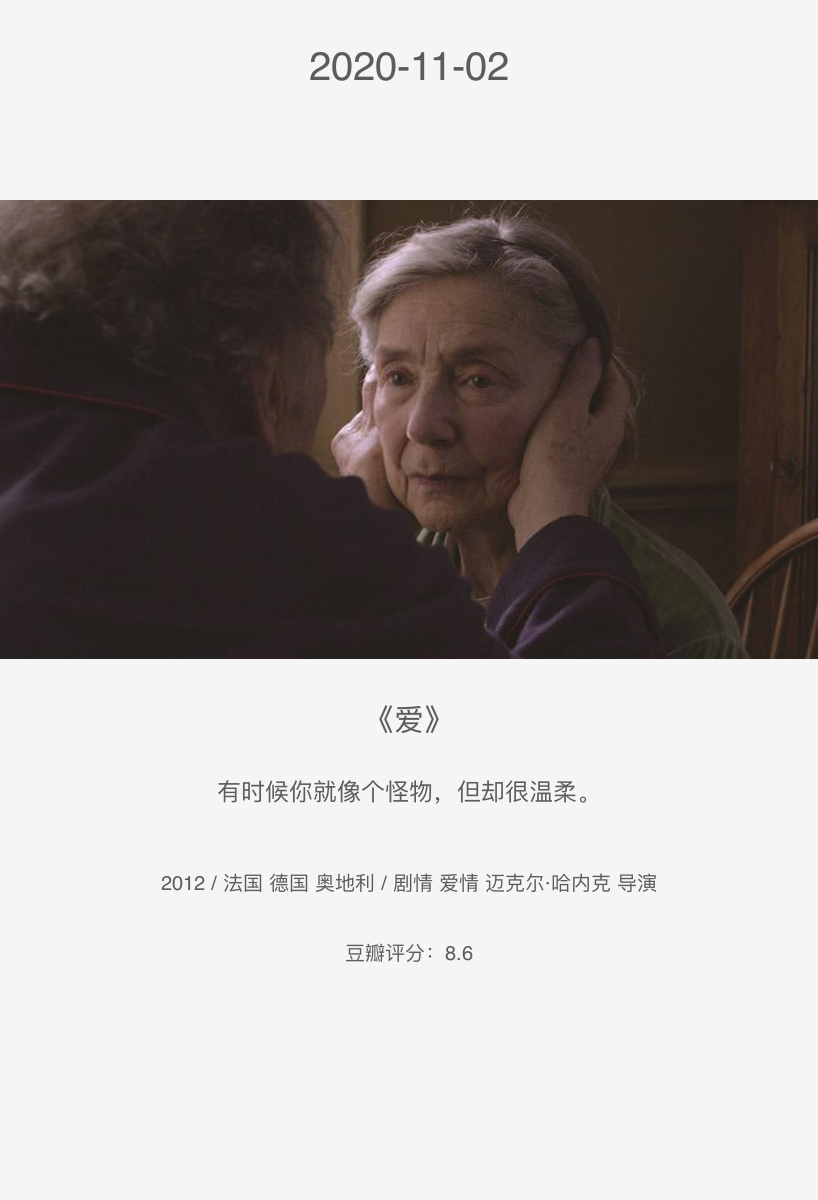 2020-11-02
《爱》
有时候你就像个怪物，但却很温柔。
2012 / 法国 德国 奥地利 / 剧情 爱情 迈克尔·哈内克 导演
豆瓣评分：8.6